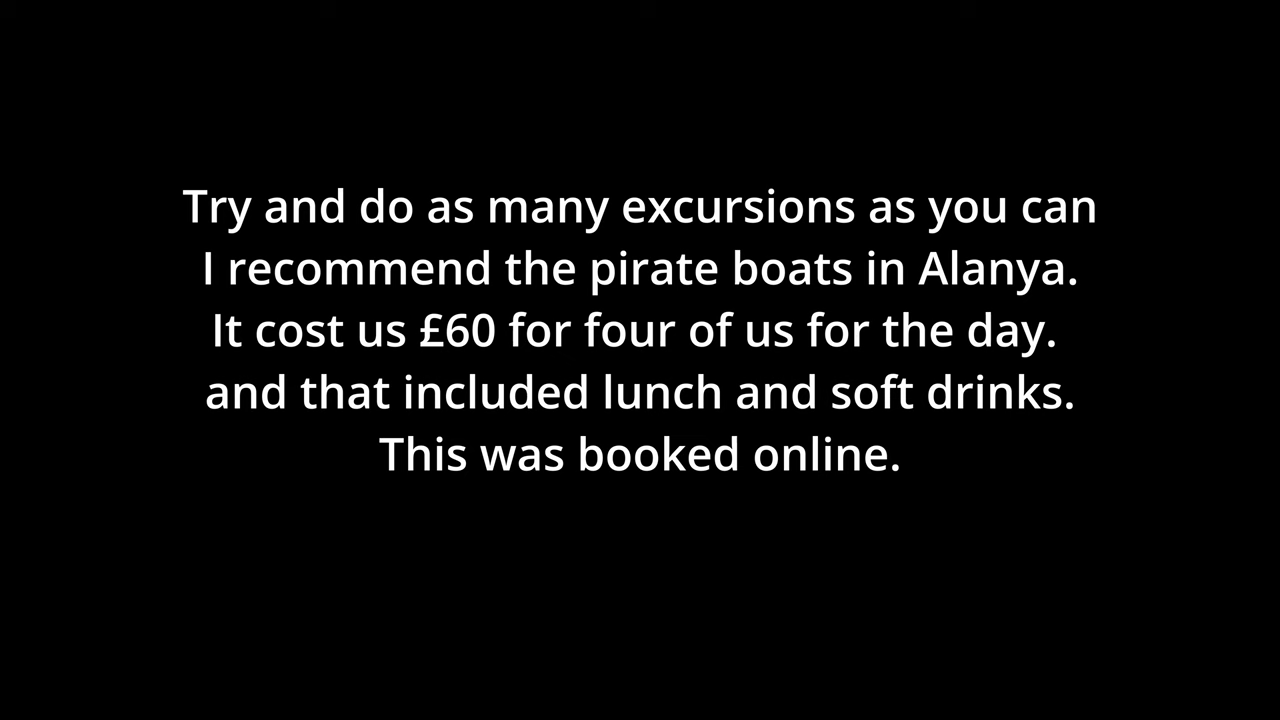 Try and do as many excursions as you can
I recommend the pirate boats in Alanya.
It cost us £60 for four of us for the day.
and that included lunch and soft drinks.
This was booked online.